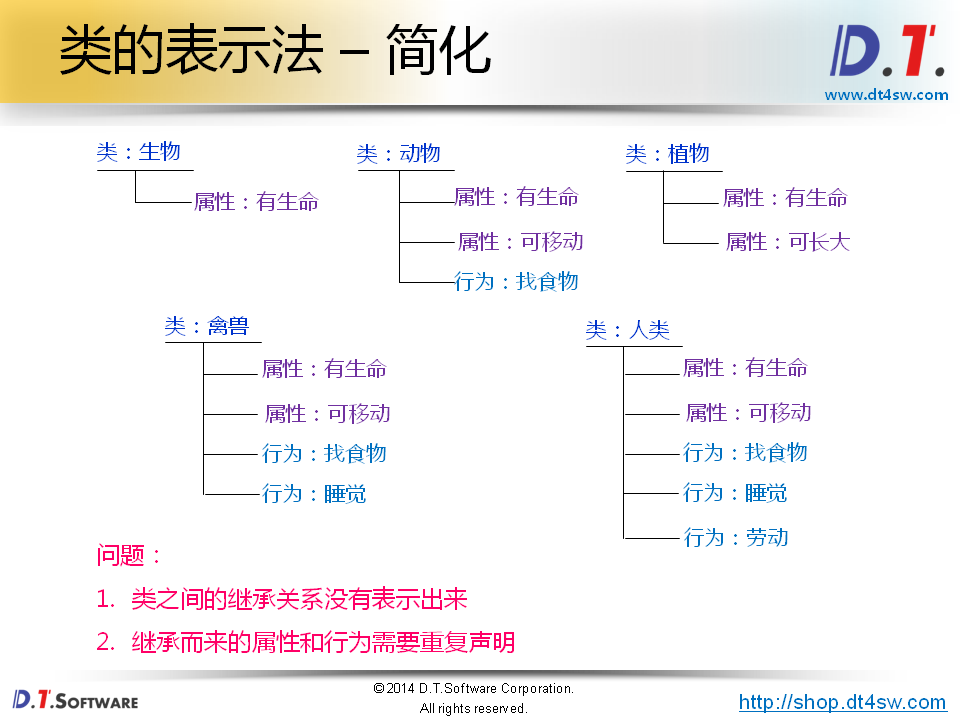 类的表示法 – 简化
D.T.
www.dt4sw.com
类：生物
属性：有生命
类：动物
属性：有生命
属性：可移动
行为：找食物
类：植物
属性：有生命
属性：可长大
类：禽兽
属性：有生命
属性：可移动
行为：找食物
行为：睡觉
类：人类
属性：有生命
属性：可移动
行为：找食物
行为：睡觉
行为：劳动
问题：
1. 类之间的继承关系没有表示出来
2. 继承而来的属性和行为需要重复声明
D.T.SOFTWARE
©2014 D.T.Software Corporation.
All rights reserved.
http://shop.dt4sw.com